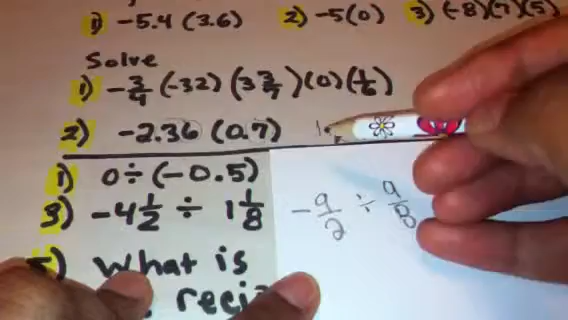 1) -5.4 (3.6) 2) -5(0) 3) (-8)(7)(5)
Solve
1) -3/4 (-32) (3 3/7) (0) (1/6)
2) -2.36 (0.7) 1.
1) 0 ÷ (-0.5)
3) -4 1/2 ÷ 1 1/8 -9/2 ÷ 9/8
What is